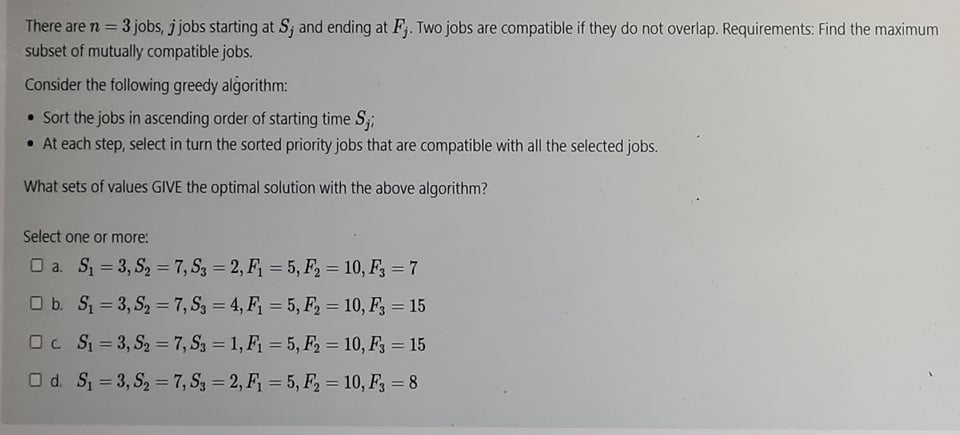 There are n = 3 jobs, j jobs starting at S_j and ending at F_j. Two jobs are compatible if they do not overlap. Requirements: Find the maximum
subset of mutually compatible jobs.
Consider the following greedy algorithm:
• Sort the jobs in ascending order of starting time S_j;
• At each step, select in turn the sorted priority jobs that are compatible with all the selected jobs.
What sets of values GIVE the optimal solution with the above algorithm?
Select one or more:
a. S_1 = 3, S_2 = 7, S_3 = 2, F_1 = 5, F_2 = 10, F_3 = 7
b. S_1 = 3, S_2 = 7, S_3 = 4, F_1 = 5, F_2 = 10, F_3 = 15
c. S_1 = 3, S_2 = 7, S_3 = 1, F_1 = 5, F_2 = 10, F_3 = 15
d. S_1 = 3, S_2 = 7, S_3 = 2, F_1 = 5, F_2 = 10, F_3 = 8